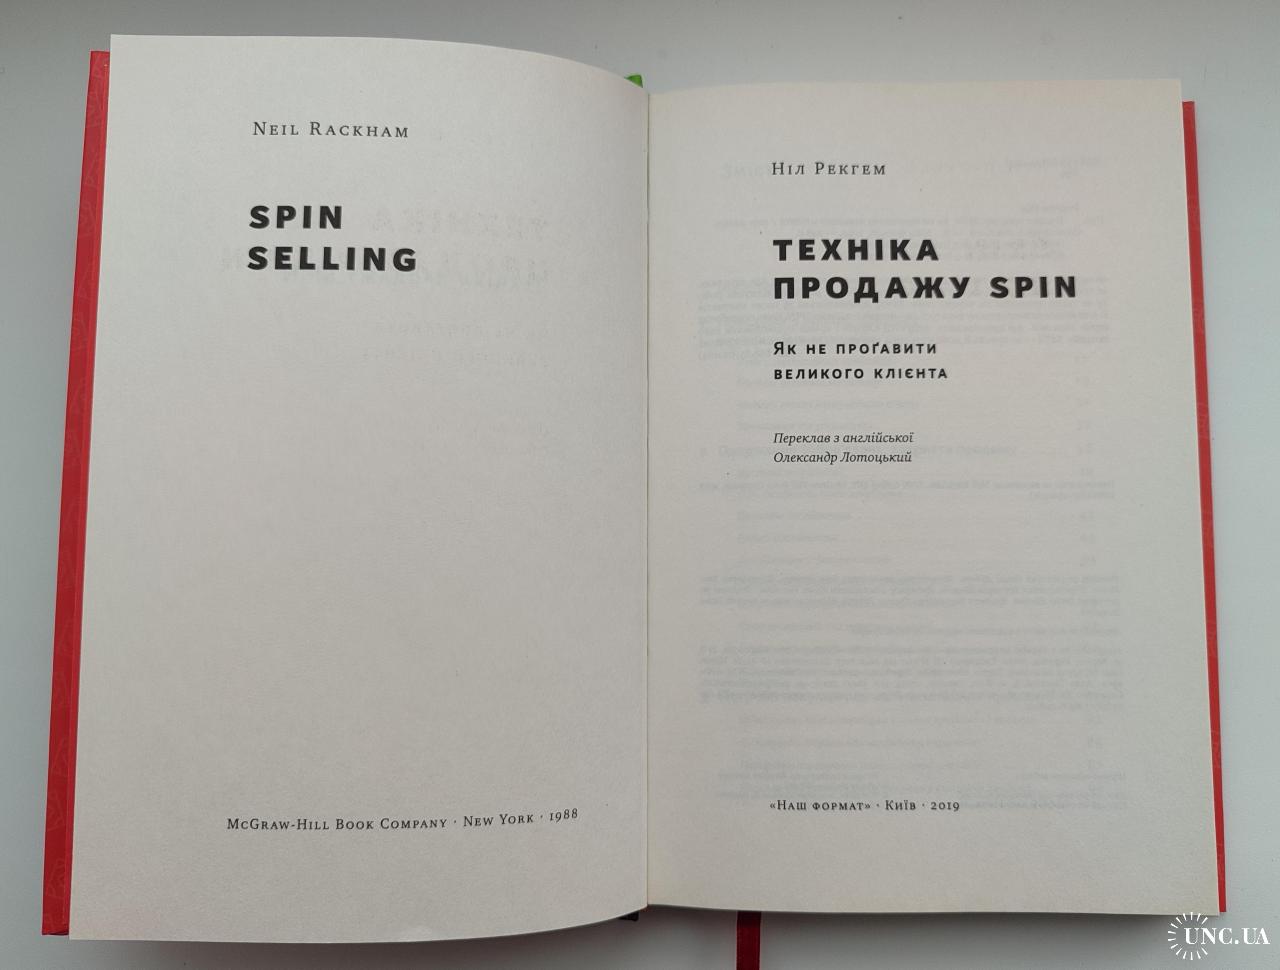 Neil Rackham
SPIN
SELLING
McGraw-Hill Book Company · New York · 1988
Ніл Рекгем
ТЕХНІКА
ПРОДАЖУ SPIN
Як не проґавити
великого клієнта
Переклав з англійської
Олександр Лотоцький
«Наш формат» · Київ · 2019
UNC.UA